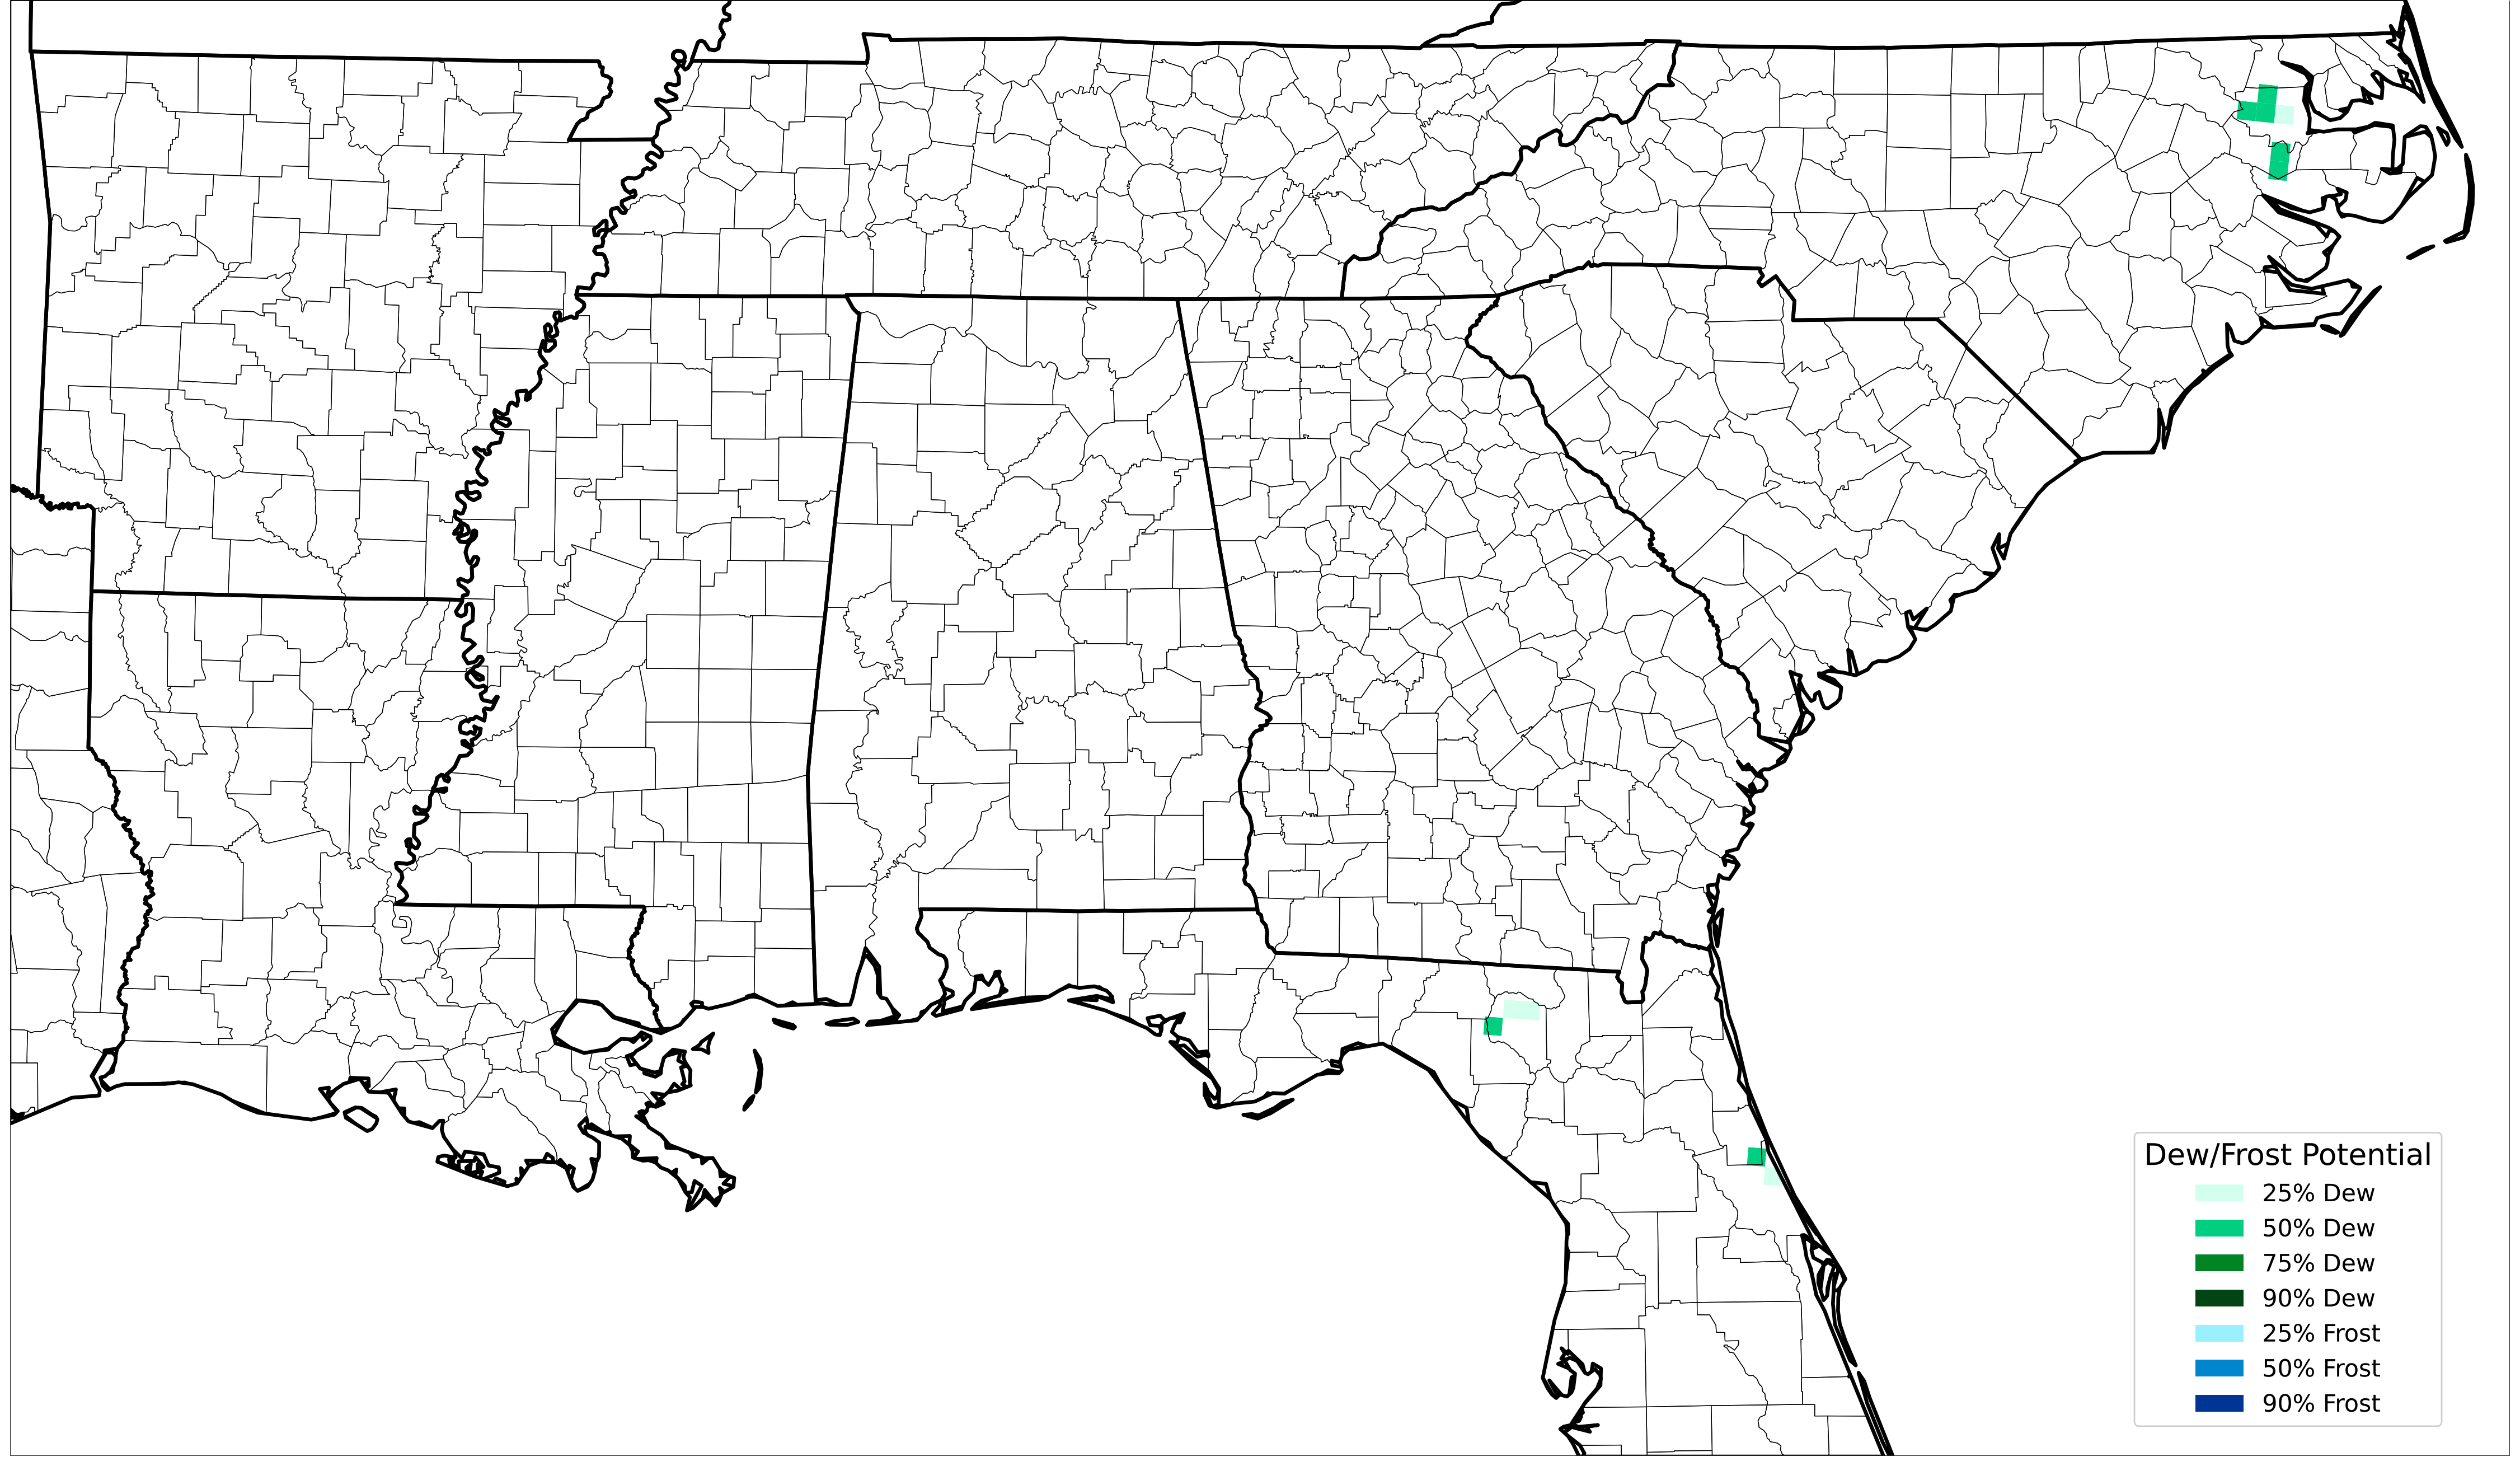 Dew/Frost Potential
25% Dew
50% Dew
75% Dew
90% Dew
25% Frost
50% Frost
90% Frost